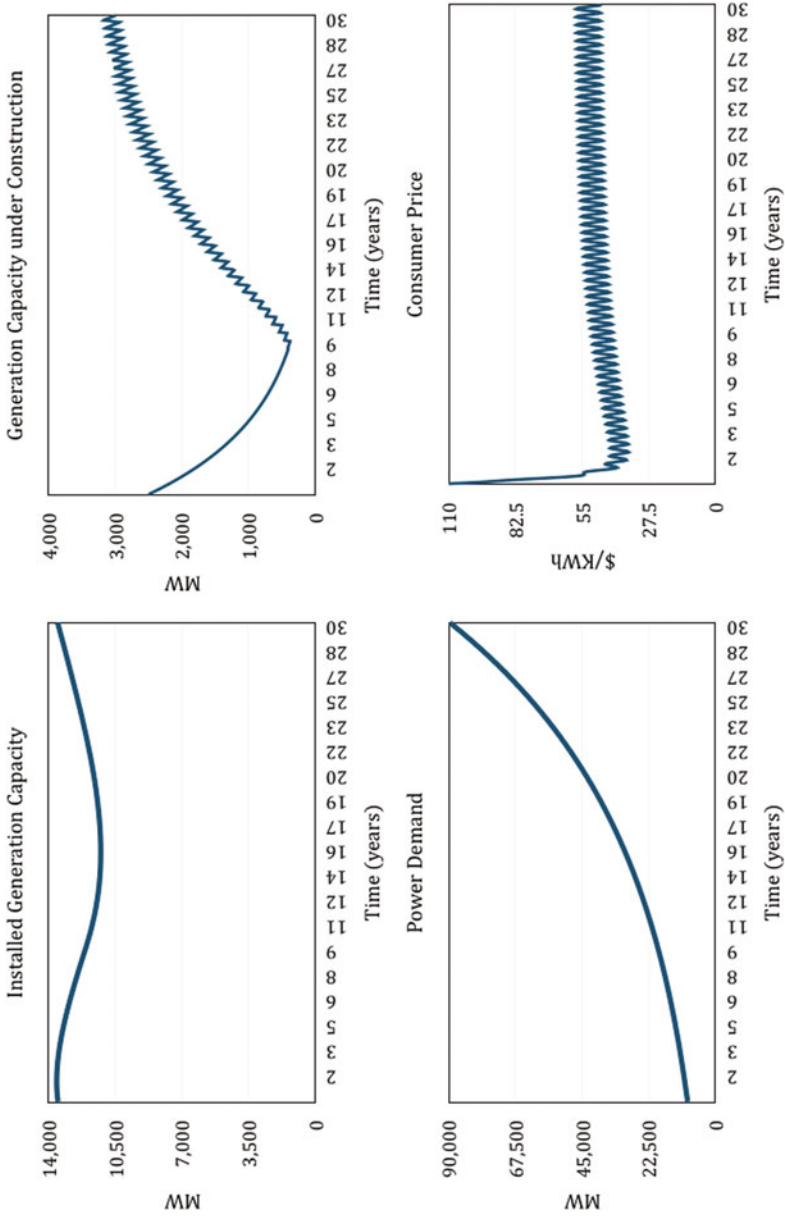 Installed Generation Capacity
14,000
10,500
7,000
3,500
0
MW
2 3 5 6 8 9 11 12 14 16 17 19 20 22 23 25 27 28 30
Time (years)
Generation Capacity under Construction
4,000
3,000
2,000
1,000
0
MW
2 3 5 6 8 9 11 12 14 16 17 19 20 22 23 25 27 28 30
Time (years)
Power Demand
90,000
67,500
45,000
22,500
0
MW
2 3 5 6 8 9 11 12 14 16 17 19 20 22 23 25 27 28 30
Time (years)
Consumer Price
110
82.5
55
27.5
0
$/KWh
2 3 5 6 8 9 11 12 14 16 17 19 20 22 23 25 27 28 30
Time (years)